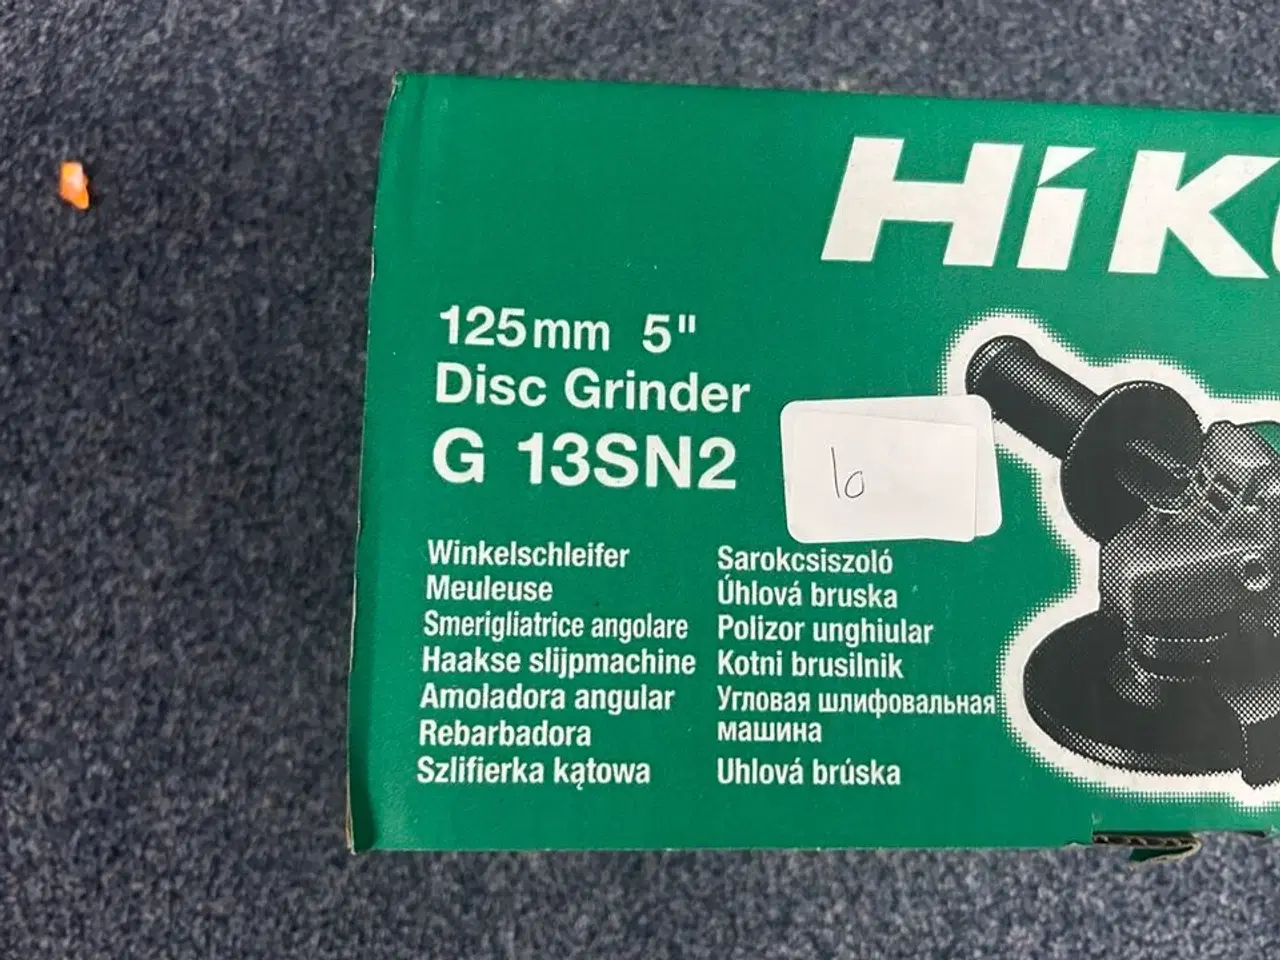 HiK
125mm 5"
Disc Grinder
G 13SN2
10
Winkelschleifer
Meuleuse
Smerigliatrice angolare
Haakse slijpmachine
Amoladora angular
Rebarbadora
Szlifierka kątowa
Sarokcsiszoló
Úhlová bruska
Polizor unghiular
Kotni brusilnik
Угловая шлифовальная
машина
Uhlová brúska